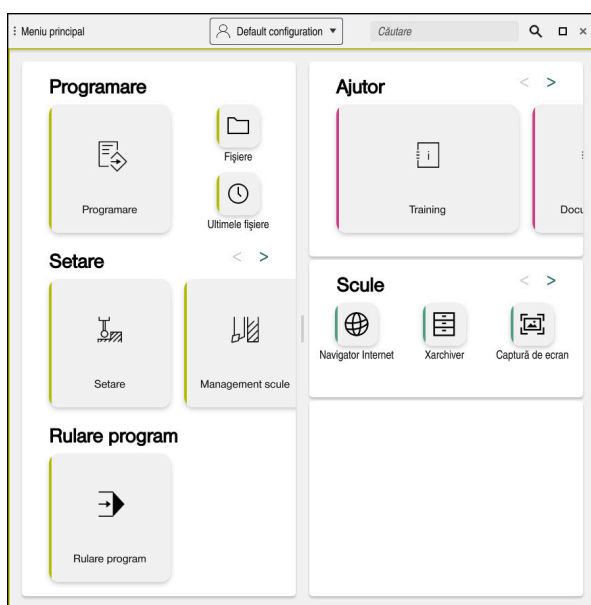 Meniu principal
Default configuration
Căutare
Programare
Programare
Fișiere
Ultimele fișiere
Setare
< >
Setare
Management scule
Rulare program
Rulare program
Ajutor
< >
i
Training
Docu
Scule
< >
Navigator Internet
Xarchiver
Captură de ecran